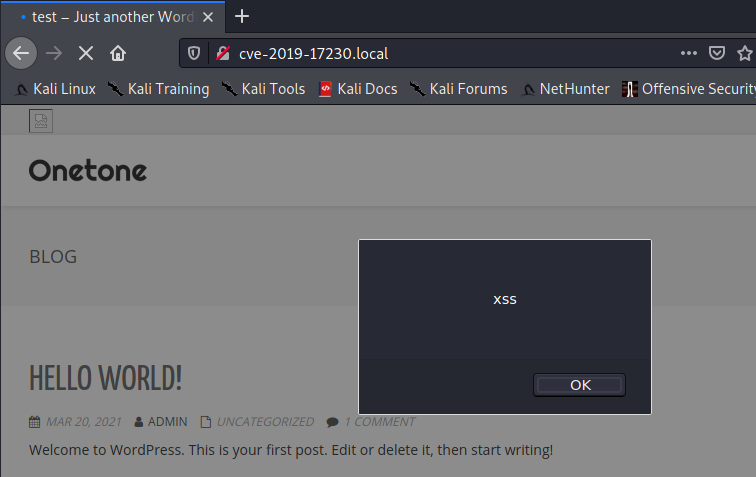 test – Just another Word
cve-2019-17230.local
Kali Linux Kali Training Kali Tools Kali Docs Kali Forums NetHunter Offensive Security
Onetone
BLOG
xss
HELLO WORLD!
OK
MAR 20, 2021 ADMIN UNCATEGORIZED 1 COMMENT
Welcome to WordPress. This is your first post. Edit or delete it, then start writing!